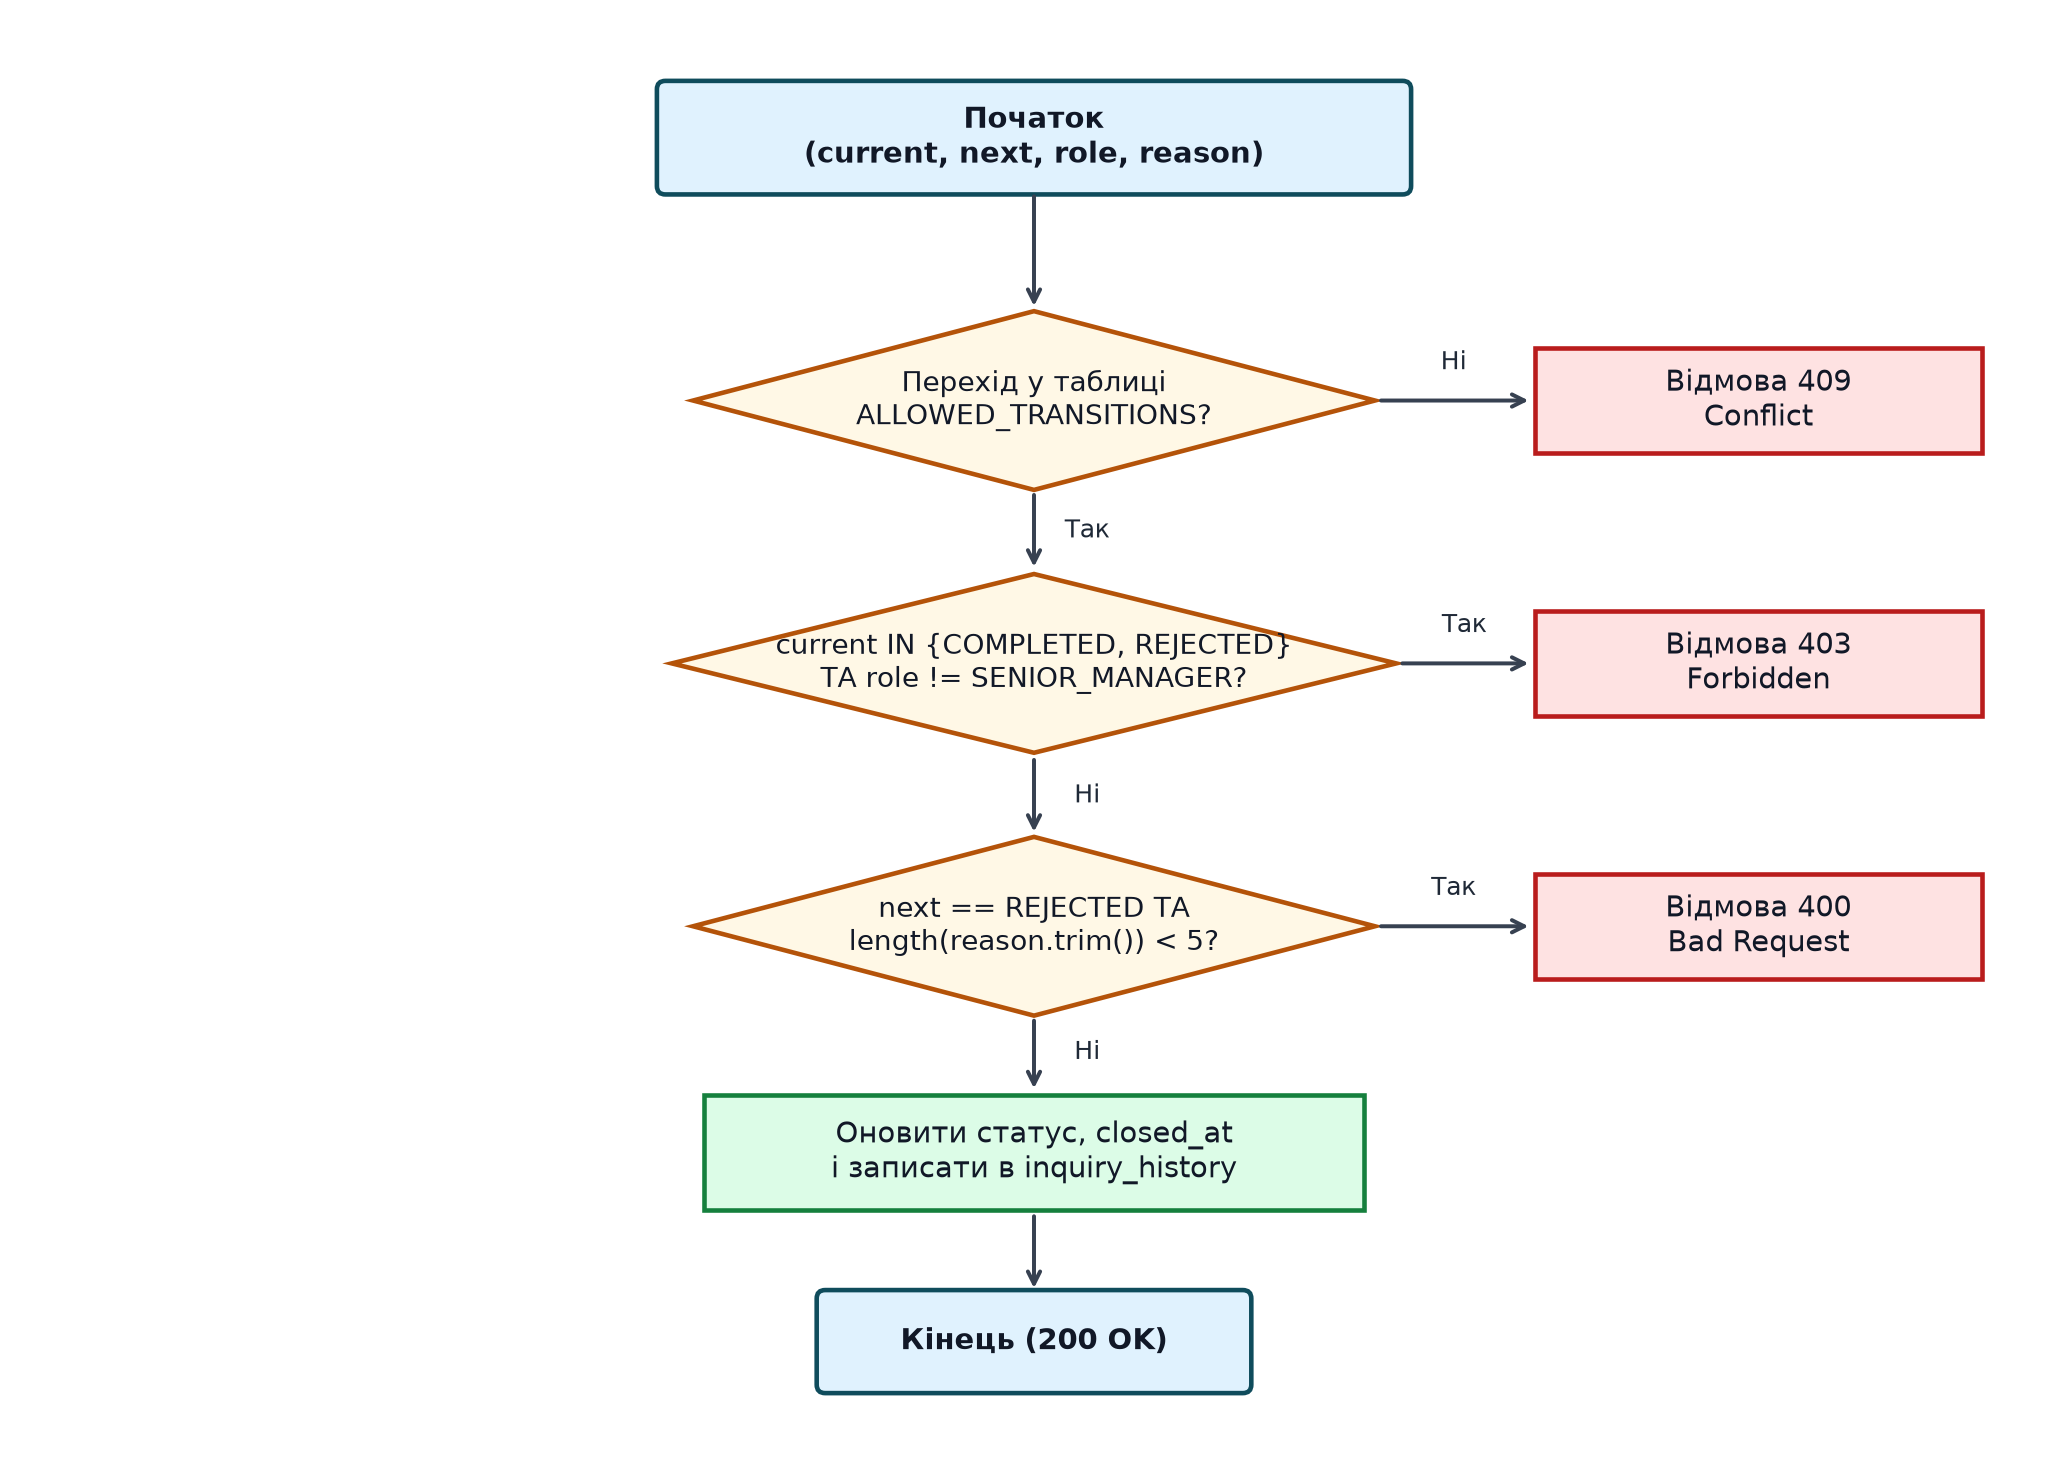 Початок
(current, next, role, reason)
Перехід у таблиці
ALLOWED_TRANSITIONS?
Ні
Відмова 409
Conflict
Так
current IN {COMPLETED, REJECTED}
ТА role != SENIOR_MANAGER?
Так
Відмова 403
Forbidden
Ні
next == REJECTED ТА
length(reason.trim()) < 5?
Так
Відмова 400
Bad Request
Ні
Оновити статус, closed_at
і записати в inquiry_history
Кінець (200 OK)